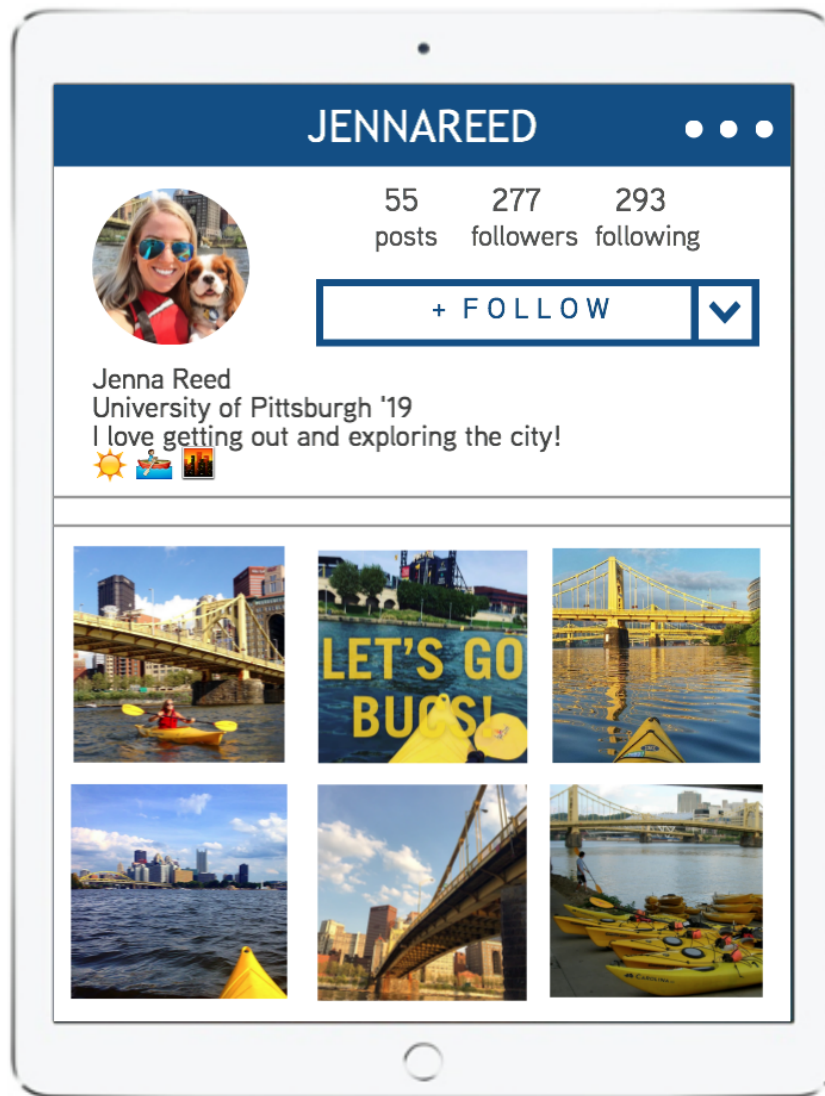 JENNAREED
55 277 293
posts followers following
+ FOLLOW
Jenna Reed
University of Pittsburgh '19
I love getting out and exploring the city!
LET'S GO
BUCS!